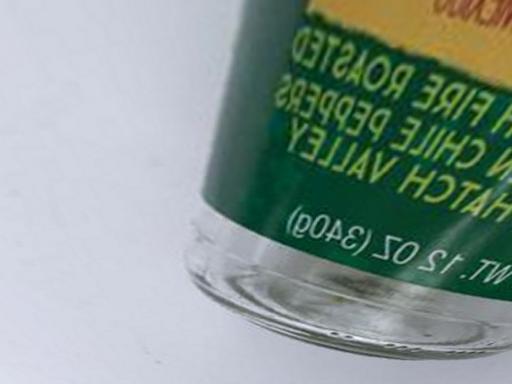 FIRE ROASTED
CHILE PEPPERS
HATCH VALLEY
WT. 12 OZ (340g)